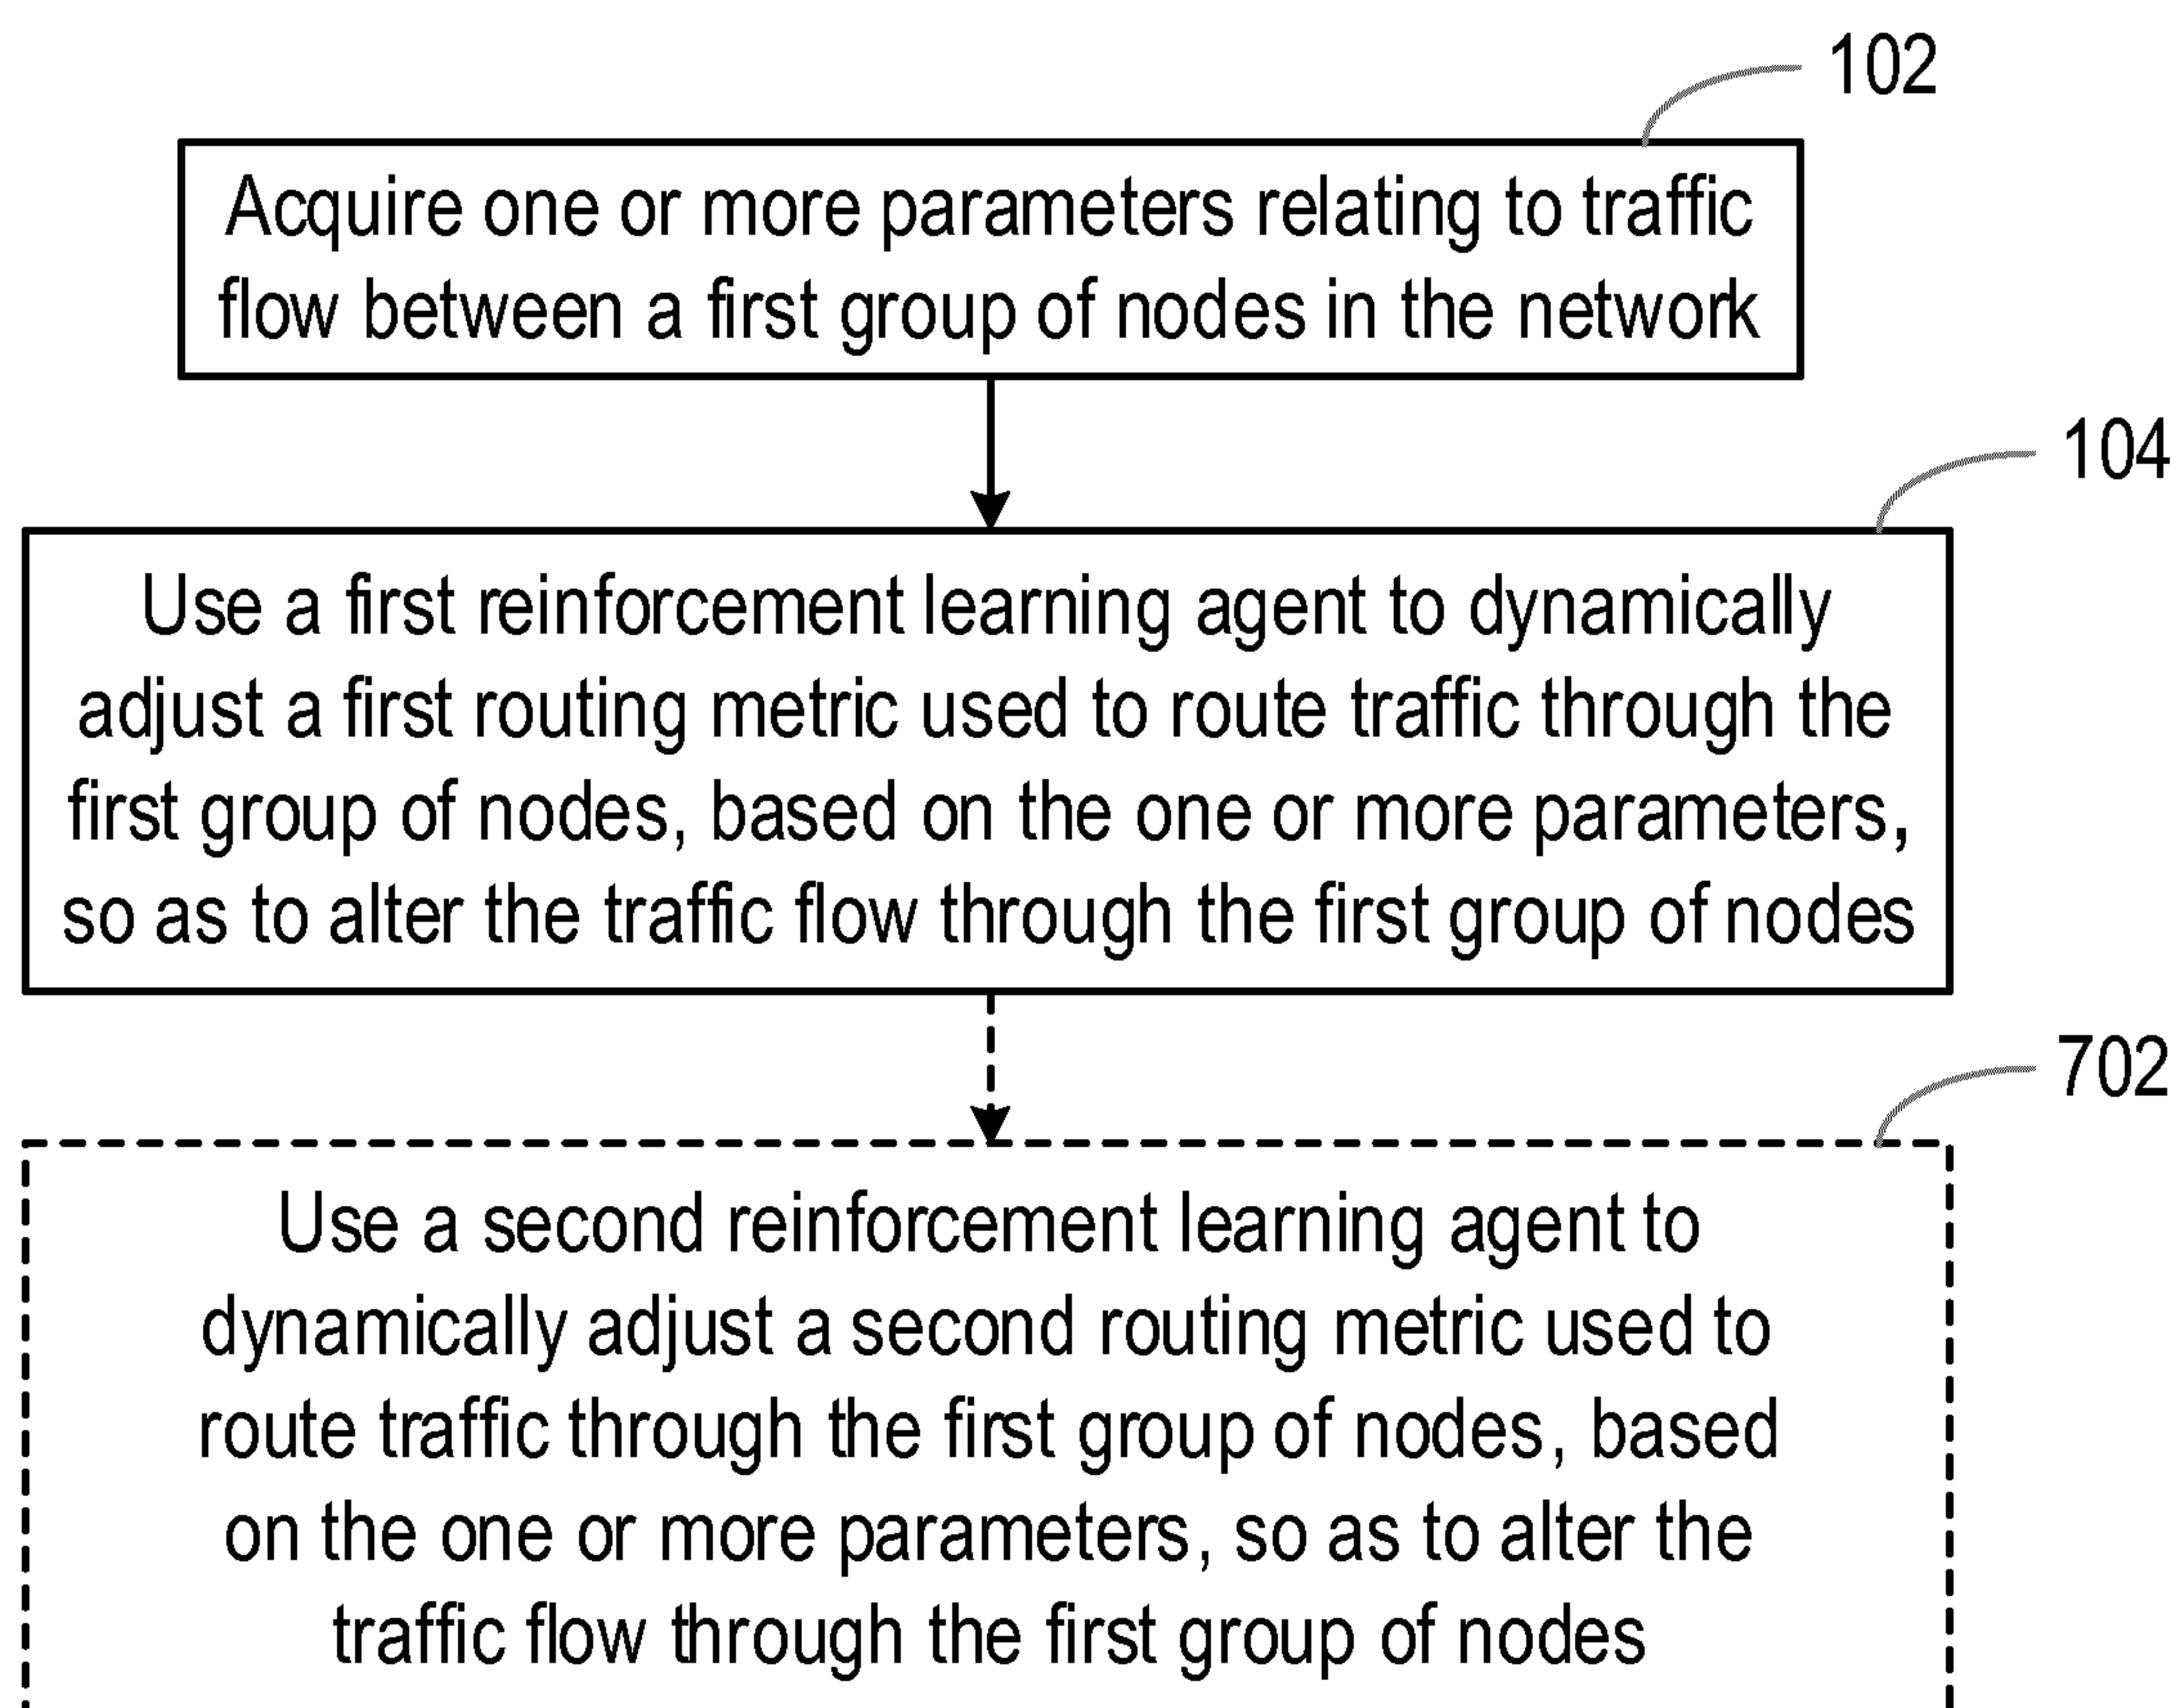 102
Acquire one or more parameters relating to traffic
flow between a first group of nodes in the network
104
Use a first reinforcement learning agent to dynamically
adjust a first routing metric used to route traffic through the
first group of nodes, based on the one or more parameters,
so as to alter the traffic flow through the first group of nodes
702
Use a second reinforcement learning agent to
dynamically adjust a second routing metric used to
route traffic through the first group of nodes, based
on the one or more parameters, so as to alter the
traffic flow through the first group of nodes